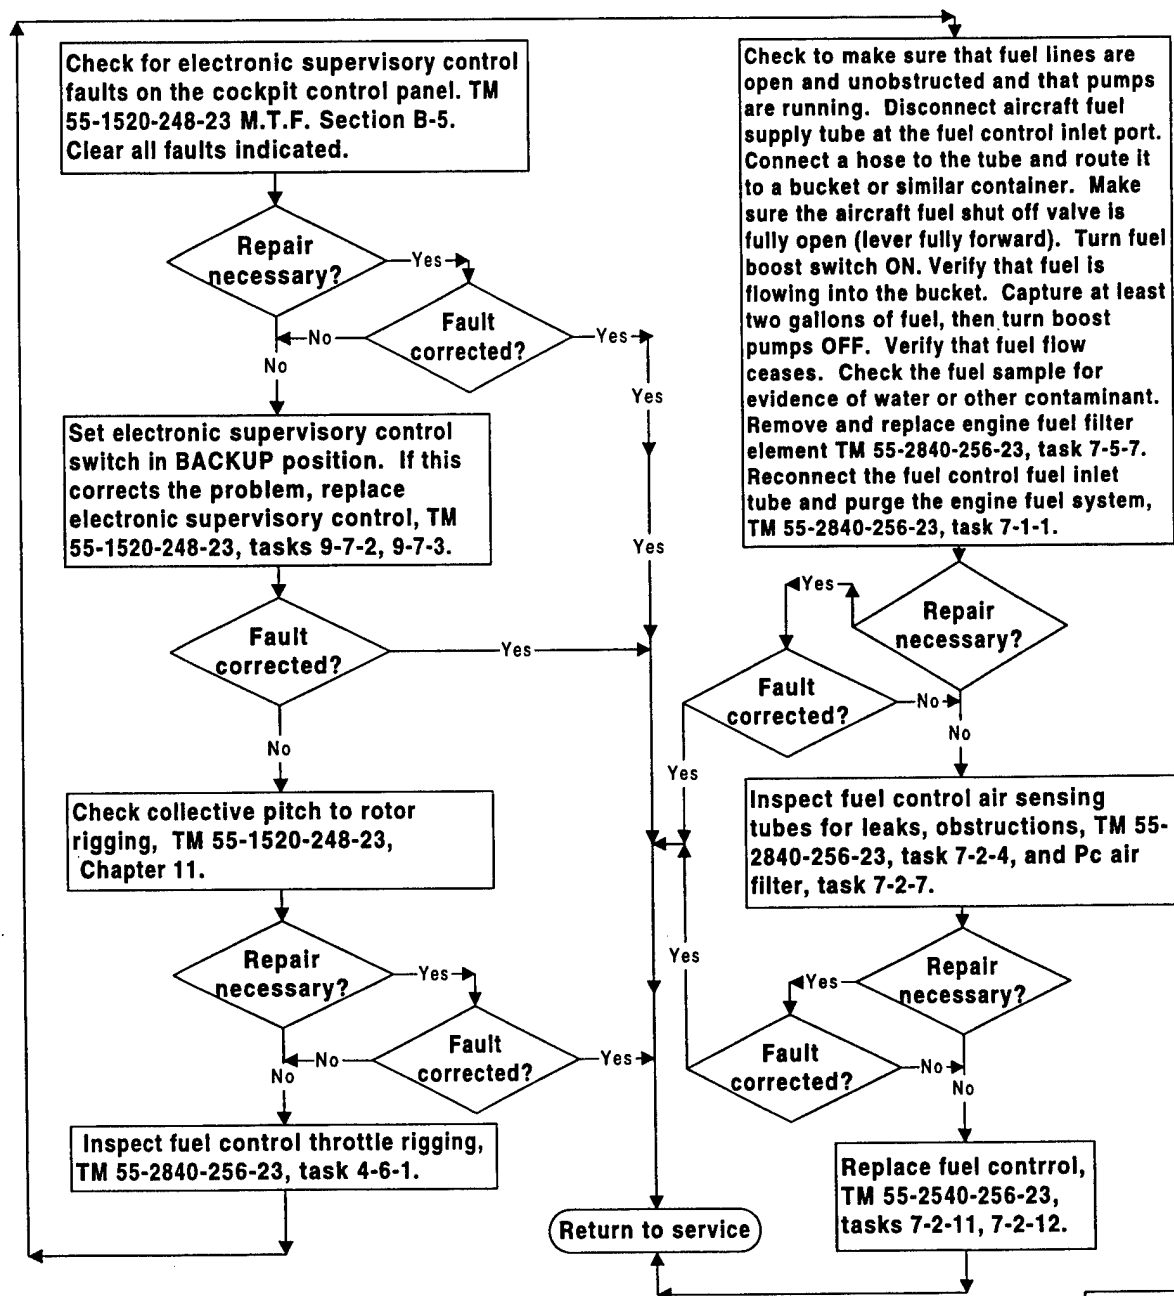 Check for electronic supervisory control
faults on the cockpit control panel. TM
55-1520-248-23 M.T.F. Section B-5.
Clear all faults indicated.
Repair
necessary?
Yes
Fault
corrected?
No
Yes
No
Yes
Yes
Set electronic supervisory control
switch in BACKUP position. If this
corrects the problem, replace
electronic supervisory control, TM
55-1520-248-23, tasks 9-7-2, 9-7-3.
Fault
corrected?
Yes
No
Check collective pitch to rotor
rigging, TM 55-1520-248-23,
Chapter 11.
Repair
necessary?
Yes
Fault
corrected?
No
Yes
No
Inspect fuel control throttle rigging,
TM 55-2840-256-23, task 4-6-1.
Check to make sure that fuel lines are
open and unobstructed and that pumps
are running. Disconnect aircraft fuel
supply tube at the fuel control inlet port.
Connect a hose to the tube and route it
to a bucket or similar container. Make
sure the aircraft fuel shut off valve is
fully open (lever fully forward). Turn fuel
boost switch ON. Verify that fuel is
flowing into the bucket. Capture at least
two gallons of fuel, then turn boost
pumps OFF. Verify that fuel flow
ceases. Check the fuel sample for
evidence of water or other contaminant.
Remove and replace engine fuel filter
element TM 55-2840-256-23, task 7-5-7.
Reconnect the fuel control fuel inlet
tube and purge the engine fuel system,
TM 55-2840-256-23, task 7-1-1.
Yes
Repair
necessary?
Fault
corrected?
No
No
Yes
Inspect fuel control air sensing
tubes for leaks, obstructions, TM 55-
2840-256-23, task 7-2-4, and Pc air
filter, task 7-2-7.
Yes
Repair
necessary?
Yes
Fault
corrected?
No
No
Replace fuel contrrol,
TM 55-2540-256-23,
tasks 7-2-11, 7-2-12.
Return to service